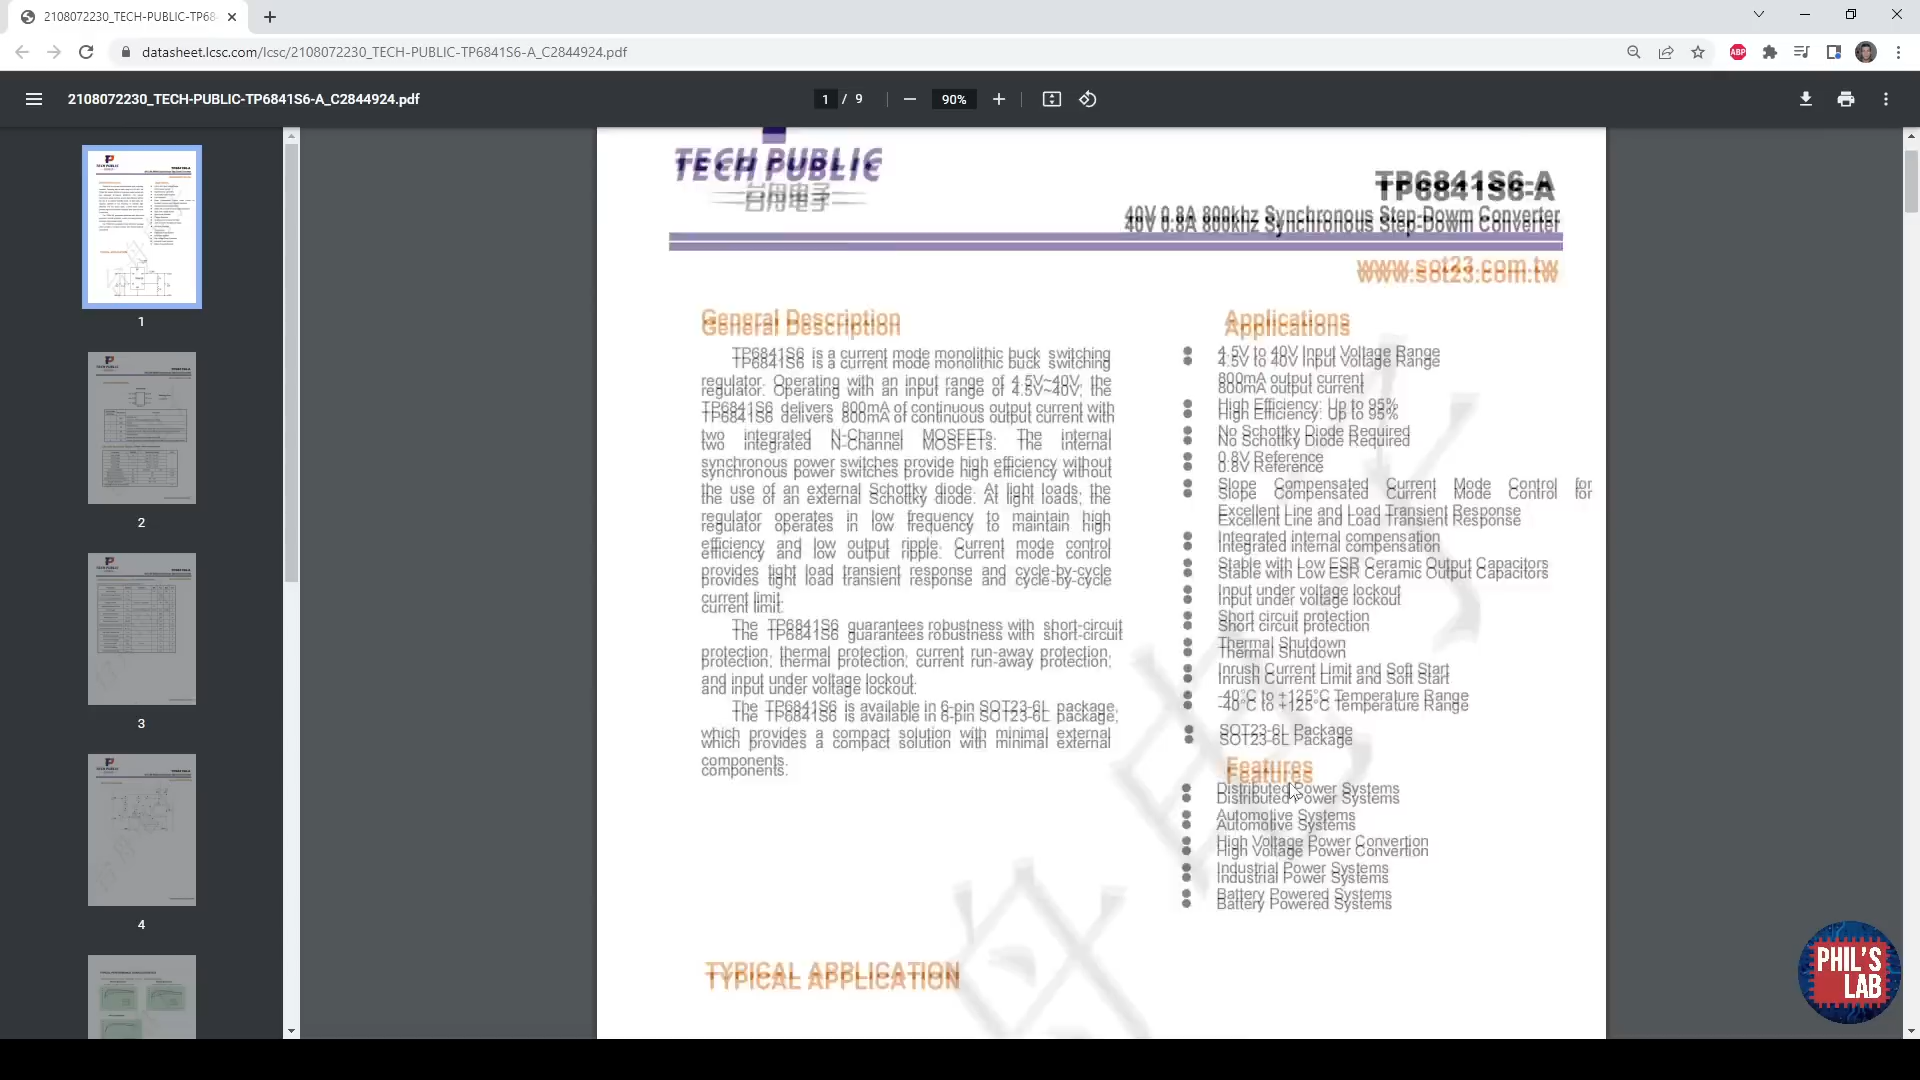 2108072230_TECH-PUBLIC-TP68
datasheet.lcsc.com/lcsc/2108072230_TECH-PUBLIC-TP6841S6-A_C2844924.pdf
ABP
2108072230_TECH-PUBLIC-TP6841S6-A_C2844924.pdf
1 / 9
90%
TECH PUBLIC
台舟电子
TP6841S6-A
40V 0.8A 800khz Synchronous Step-Dowm Converter
www.sot23.com.tw
General Description
TP6841S6 is a current mode monolithic buck switching
regulator. Operating with an input range of 4.5V~40V, the
TP6841S6 delivers 800mA of continuous output current with
two integrated N-Channel MOSFETs. The internal
synchronous power switches provide high efficiency without
the use of an external Schottky diode. At light loads, the
regulator operates in low frequency to maintain high
efficiency and low output ripple. Current mode control
provides tight load transient response and cycle-by-cycle
current limit.
The TP6841S6 guarantees robustness with short-circuit
protection, thermal protection, current run-away protection,
and input under voltage lockout.
The TP6841S6 is available in 6-pin SOT23-6L package,
which provides a compact solution with minimal external
components.
Applications
4.5V to 40V Input Voltage Range
800mA output current
High Efficiency: Up to 95%
No Schottky Diode Required
0.8V Reference
Slope Compensated Current Mode Control for
Excellent Line and Load Transient Response
Integrated internal compensation
Stable with Low ESR Ceramic Output Capacitors
Input under voltage lockout
Short circuit protection
Thermal Shutdown
Inrush Current Limit and Soft Start
-40°C to +125°C Temperature Range
SOT23-6L Package
Features
Distributed Power Systems
Automotive Systems
High Voltage Power Convertion
Industrial Power Systems
Battery Powered Systems
TYPICAL APPLICATION
1
2
3
4
PHIL'S
LAB